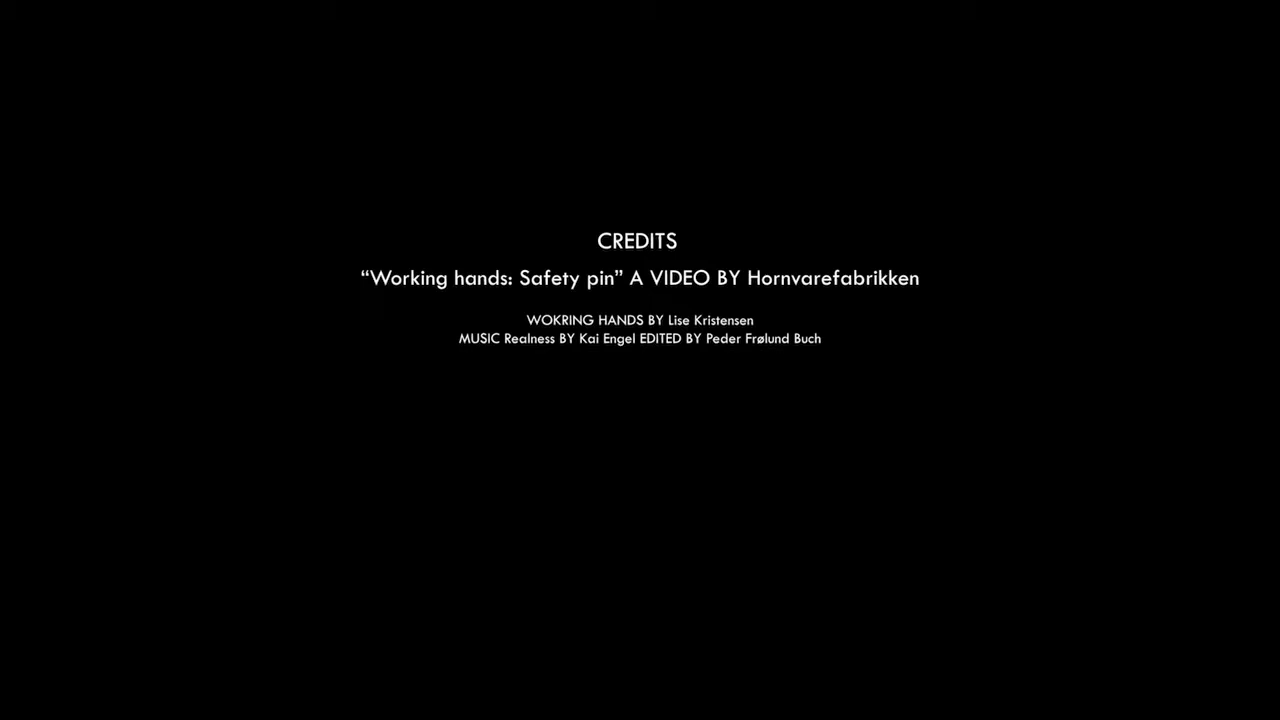 CREDITS
“Working hands: Safety pin” A VIDEO BY Hornvarefabrikken
WOKRING HANDS BY Lise Kristensen
MUSIC Realness BY Kai Engel EDITED BY Peder Frølund Buch